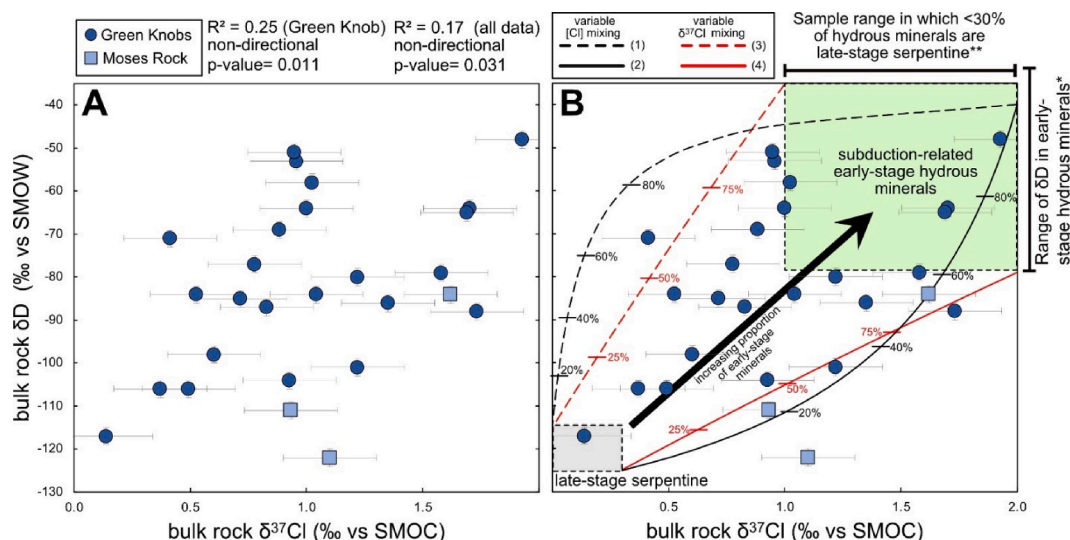 Green Knobs
Moses Rock
R² = 0.25 (Green Knob)
non-directional
p-value= 0.011
R² = 0.17 (all data)
non-directional
p-value= 0.031
variable
[Cl] mixing
(1)
(2)
variable
δ³⁷Cl mixing
(3)
(4)
Sample range in which <30%
of hydrous minerals are
late-stage serpentine**
A
-40
-50
-60
-70
-80
-90
-100
-110
-120
-130
bulk rock δD
(‰ vs SMOW)
0.0
0.5
1.0
1.5
bulk rock δ³⁷Cl (‰ vs SMOC)
B
subduction-related
early-stage hydrous
minerals
increasing proportion
of early-stage
minerals
late-stage serpentine
80%
60%
40%
20%
75%
50%
25%
80%
60%
40%
20%
75%
50%
25%
0.5
1.0
1.5
2.0
bulk rock δ³⁷Cl (‰ vs SMOC)
Range of δD in early-
stage hydrous minerals*